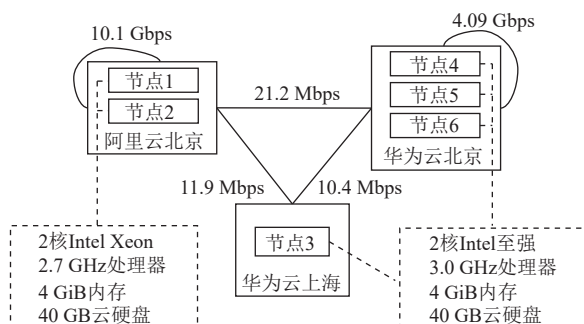 10.1 Gbps
4.09 Gbps
节点1
节点2
阿里云北京
21.2 Mbps
节点4
节点5
节点6
华为云北京
11.9 Mbps
10.4 Mbps
节点3
华为云上海
2核Intel Xeon
2.7 GHz处理器
4 GiB内存
40 GB云硬盘
2核Intel至强
3.0 GHz处理器
4 GiB内存
40 GB云硬盘